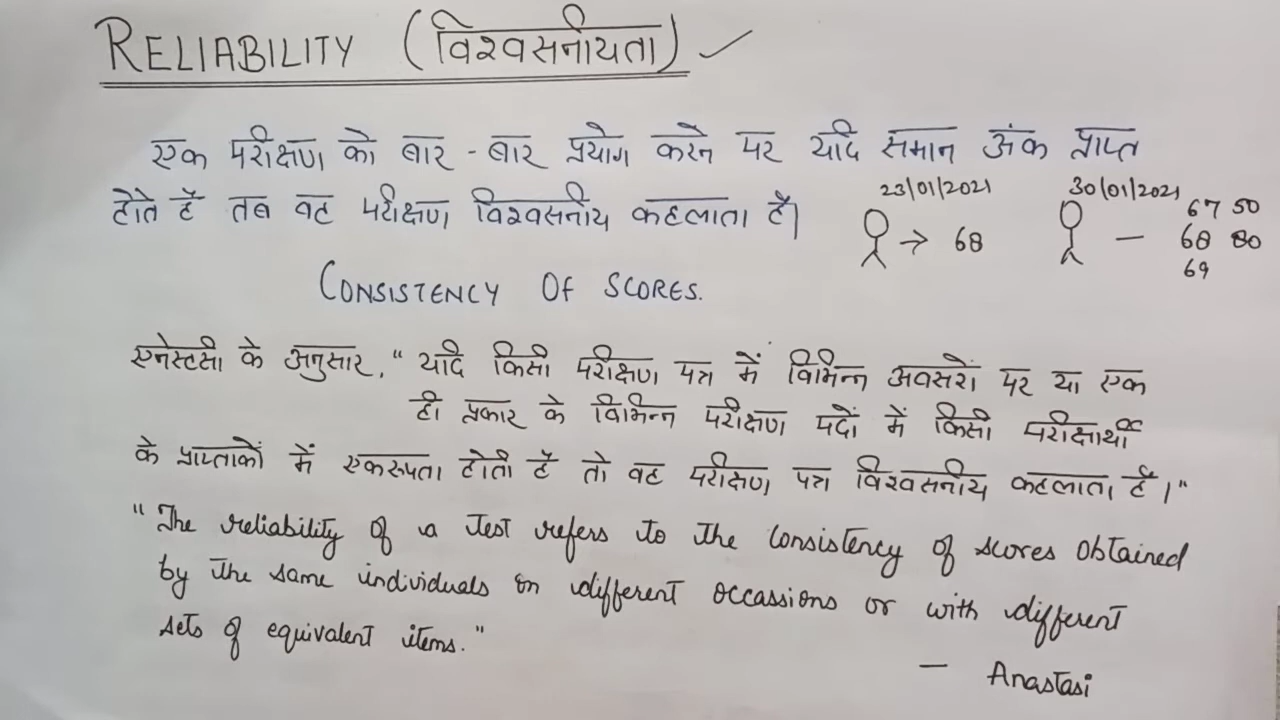 RELIABILITY (विश्वसनीयता)
एक परीक्षण को बार - बार प्रयोग करने पर यदि समान अंक प्राप्त
होते हैं तब वह परीक्षण विश्वसनीय कहलाता है।
23/01/2021 30/01/2021
67 50
→ 68 — 68 80
69
CONSISTENCY OF SCORES.
एनेस्टसी के अनुसार, " यदि किसी परीक्षण पत्र में विभिन्न अवसरों पर या एक
ही प्रकार के विभिन्न परीक्षण पदों में किसी परीक्षार्थी
के प्राप्तांकों में एकरूपता होती है तो वह परीक्षण पत्र विश्वसनीय कहलाता है।"
"The reliability of a test refers to the consistency of scores obtained
by the same individuals on different occassions or with different
sets of equivalent items."
— Anastasi